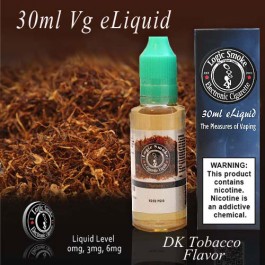 30ml Vg eLiquid
Logic Smoke
Electronic Cigarette
30ml eLiquid
The Pleasures of Vaping
WARNING:
This product
contains
nicotine.
Nicotine is
an addictive
chemical.
Liquid Level
0mg, 3mg, 6mg
DK Tobacco
Flavor